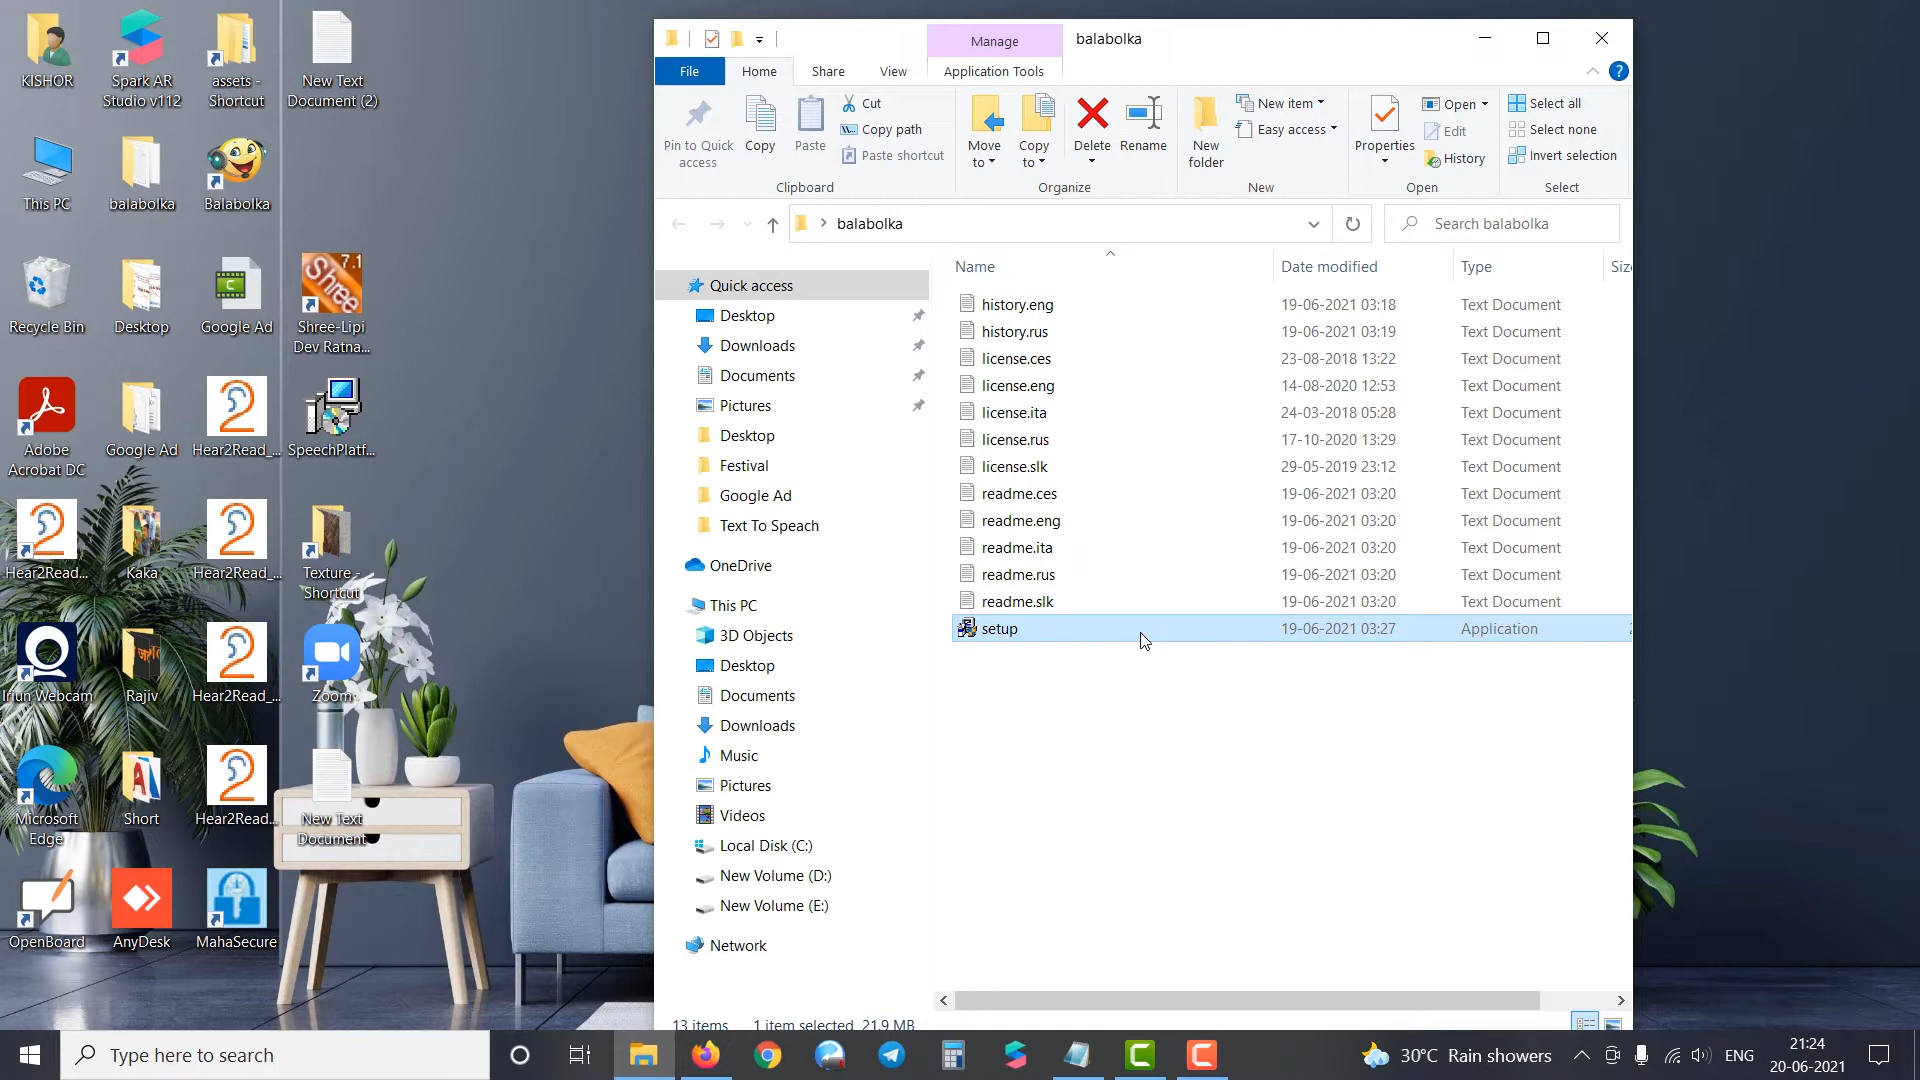 KISHOR
Spark AR
Studio v112
assets -
Shortcut
New Text
Document (2)
This PC
balabolka
Balabolka
Recycle Bin
Desktop
Google Ad
7.1
Shree
Shree-Lipi
Dev Ratna...
Adobe
Acrobat DC
Google Ad
Hear2Read_...
SpeechPlatf...
Hear2Read...
Kaka
Hear2Read_...
Texture -
Shortcut
Iriun Webcam
Rajiv
Hear2Read_...
Zoom
Microsoft
Edge
Short
Hear2Read...
New Text
Document
OpenBoard
AnyDesk
MahaSecure
Manage
balabolka
File
Home
Share
View
Application Tools
Pin to Quick
access
Copy
Paste
Cut
Copy path
Paste shortcut
Clipboard
Move
to
Copy
to
Delete
Rename
Organize
New
folder
New item
Easy access
New
Properties
Open
Edit
History
Open
Select all
Select none
Invert selection
Select
balabolka
Search balabolka
Quick access
Desktop
Downloads
Documents
Pictures
Desktop
Festival
Google Ad
Text To Speach
OneDrive
This PC
3D Objects
Desktop
Documents
Downloads
Music
Pictures
Videos
Local Disk (C:)
New Volume (D:)
New Volume (E:)
Network
Name Date modified Type Siz
history.eng 19-06-2021 03:18 Text Document
history.rus 19-06-2021 03:19 Text Document
license.ces 23-08-2018 13:22 Text Document
license.eng 14-08-2020 12:53 Text Document
license.ita 24-03-2018 05:28 Text Document
license.rus 17-10-2020 13:29 Text Document
license.slk 29-05-2019 23:12 Text Document
readme.ces 19-06-2021 03:20 Text Document
readme.eng 19-06-2021 03:20 Text Document
readme.ita 19-06-2021 03:20 Text Document
readme.rus 19-06-2021 03:20 Text Document
readme.slk 19-06-2021 03:20 Text Document
setup 19-06-2021 03:27 Application
13 items 1 item selected 21.9 MB
Type here to search
30°C Rain showers
ENG
21:24
20-06-2021